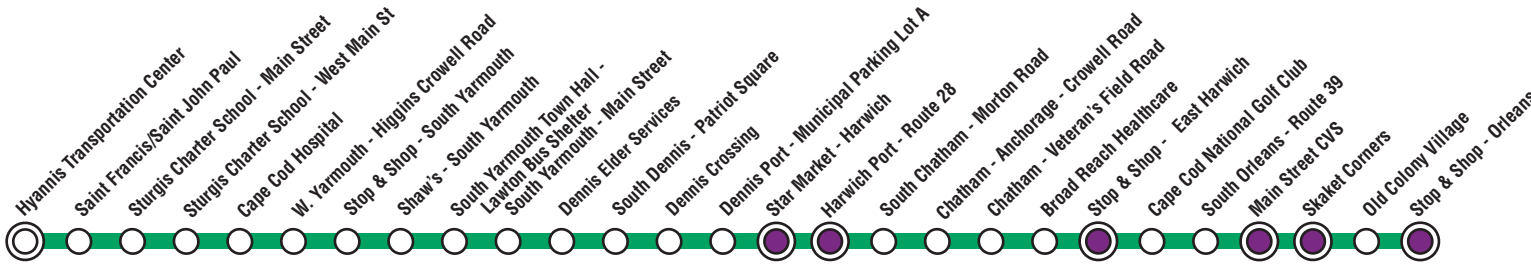 Hyannis Transportation Center
Saint Francis/Saint John Paul
Sturgis Charter School - Main Street
Sturgis Charter School - West Main St
Cape Cod Hospital
W. Yarmouth - Higgins Crowell Road
Stop & Shop - South Yarmouth
Shaw's - South Yarmouth
South Yarmouth Town Hall -
Lawton Bus Shelter
South Yarmouth - Main Street
Dennis Elder Services
South Dennis - Patriot Square
Dennis Crossing
Dennis Port - Municipal Parking Lot A
Star Market - Harwich
Harwich Port - Route 28
South Chatham - Morton Road
Chatham - Anchorage - Crowell Road
Chatham - Veteran's Field Road
Broad Reach Healthcare
Stop & Shop - East Harwich
Cape Cod National Golf Club
South Orleans - Route 39
Main Street CVS
Skaket Corners
Old Colony Village
Stop & Shop - Orleans